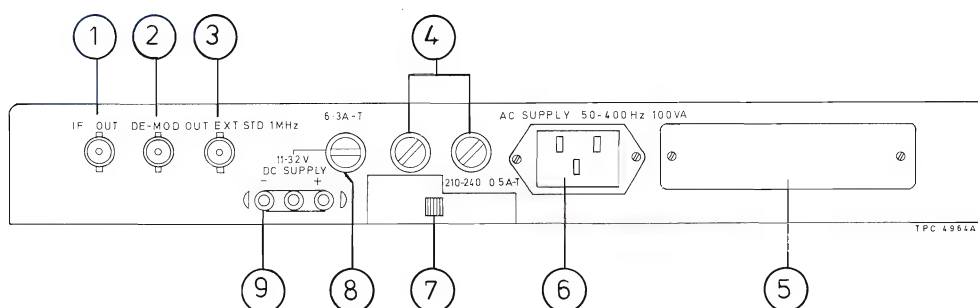 1 2 3 4
6·3A-T
AC SUPPLY 50-400Hz 100VA
IF OUT DE-MOD OUT EXT STD 1MHz
11-32V
DC SUPPLY
- +
210-240 0·5A-T
TPC 4964A
9 8 7 6 5